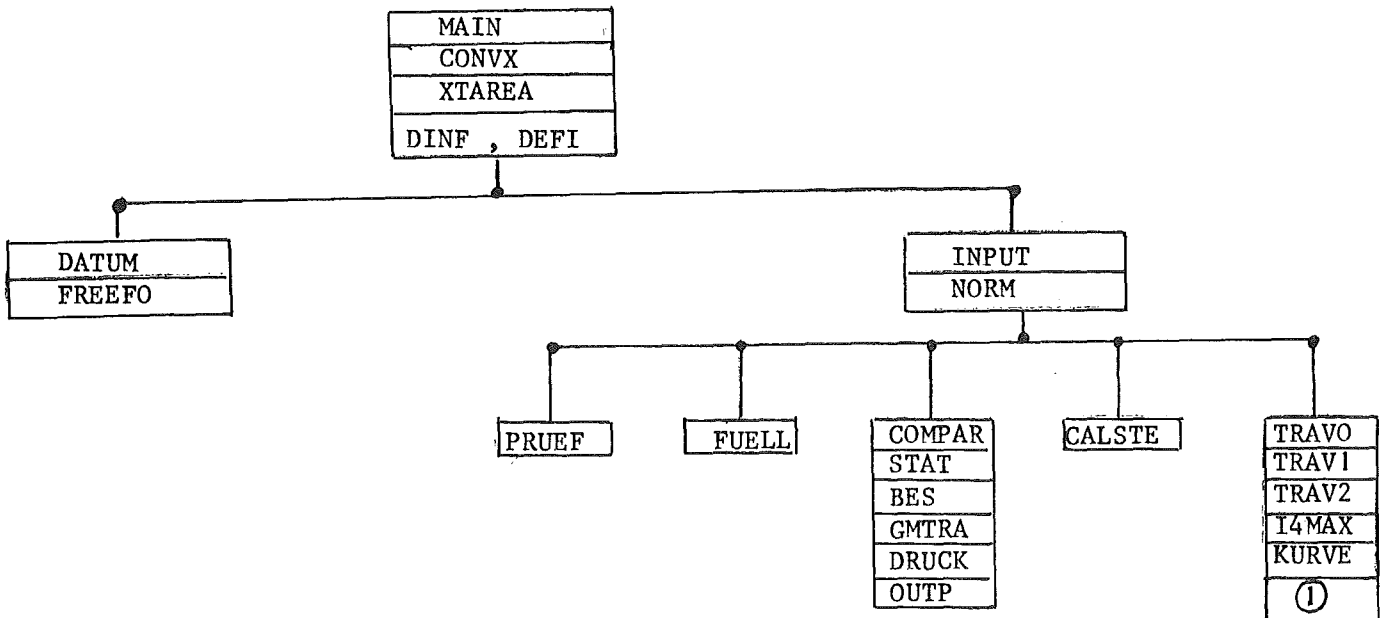 MAIN
CONVX
XTAREA
DINF , DEFI
DATUM
FREEFO
INPUT
NORM
PRUEF
FUELL
COMPAR
STAT
BES
GMTRA
DRUCK
OUTP
CALSTE
TRAVO
TRAV1
TRAV2
I4MAX
KURVE
①